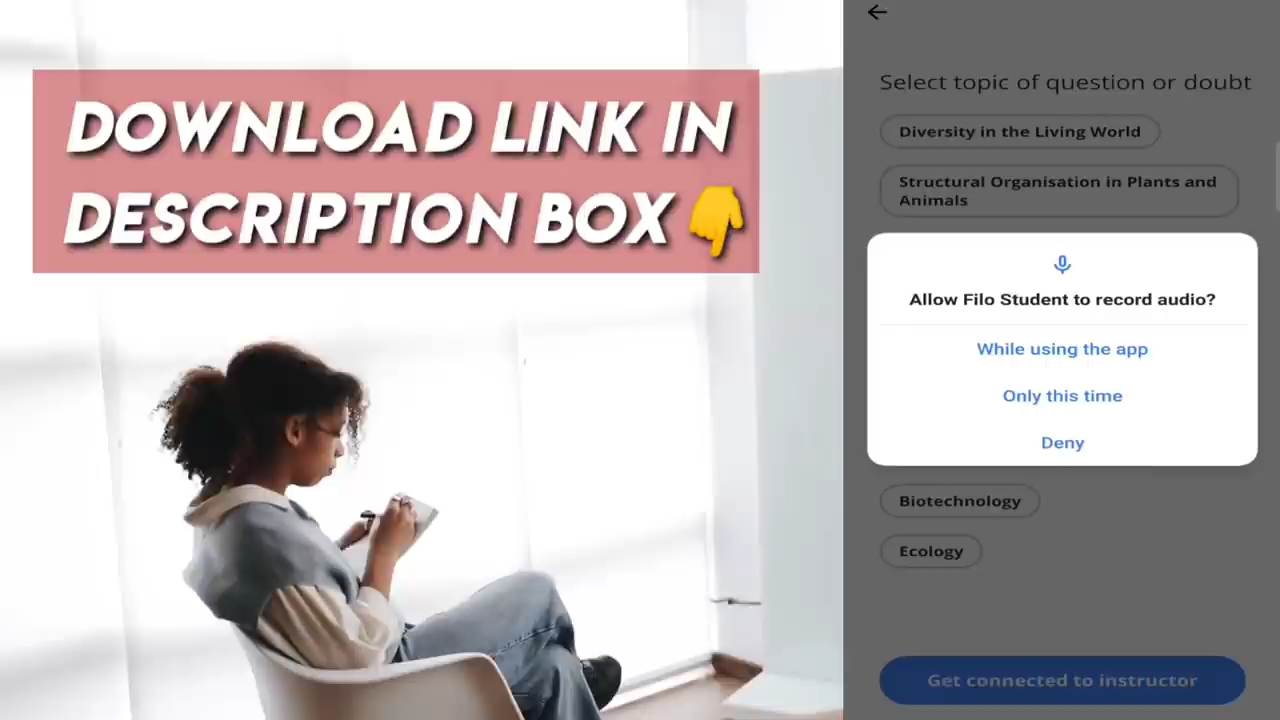 DOWNLOAD LINK IN
DESCRIPTION BOX👇
Select topic of question or doubt
Diversity in the Living World
Structural Organisation in Plants and
Animals
Allow Filo Student to record audio?
While using the app
Only this time
Deny
Biotechnology
Ecology
Get connected to instructor